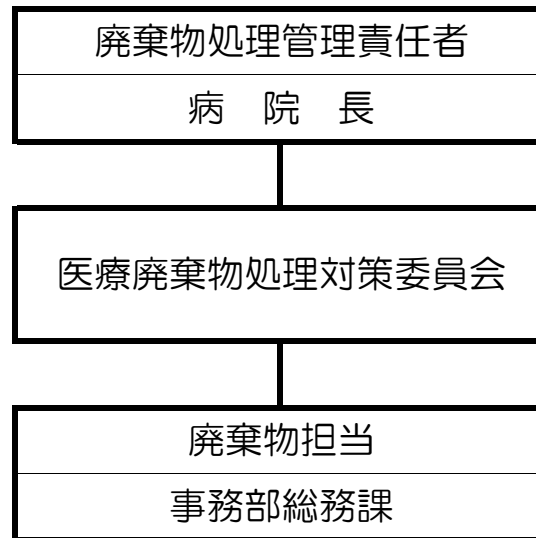 廃棄物処理管理責任者
病　院　長
医療廃棄物処理対策委員会
廃棄物担当
事務部総務課